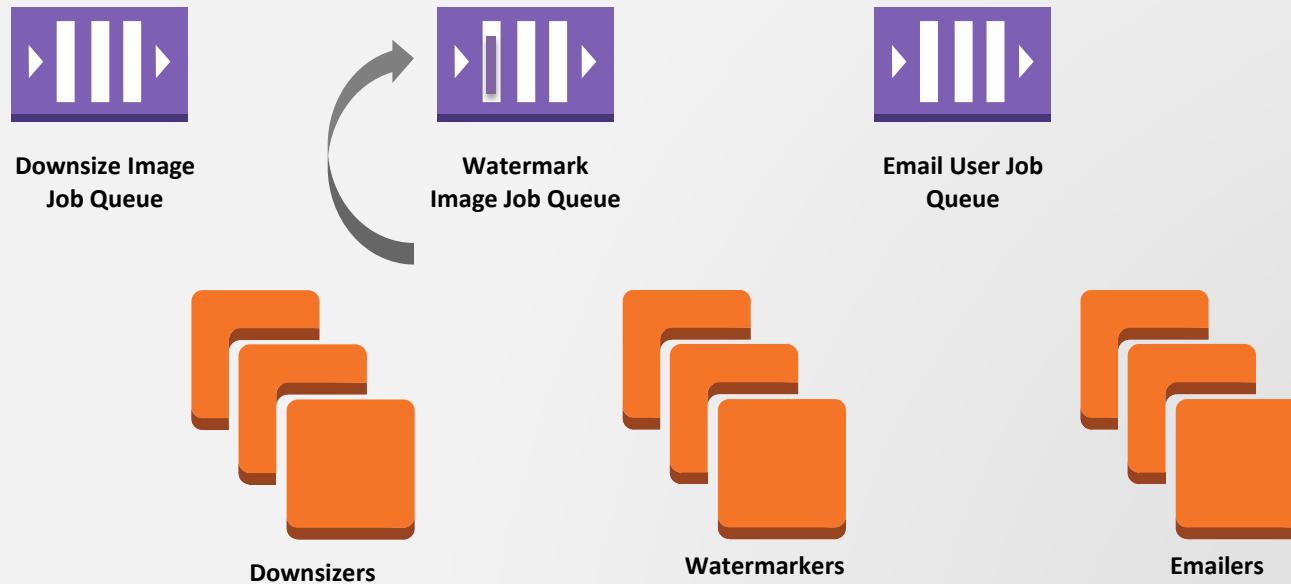 Downsize Image
Job Queue
Watermark
Image Job Queue
Email User Job
Queue
Downsizers
Watermarkers
Emailers